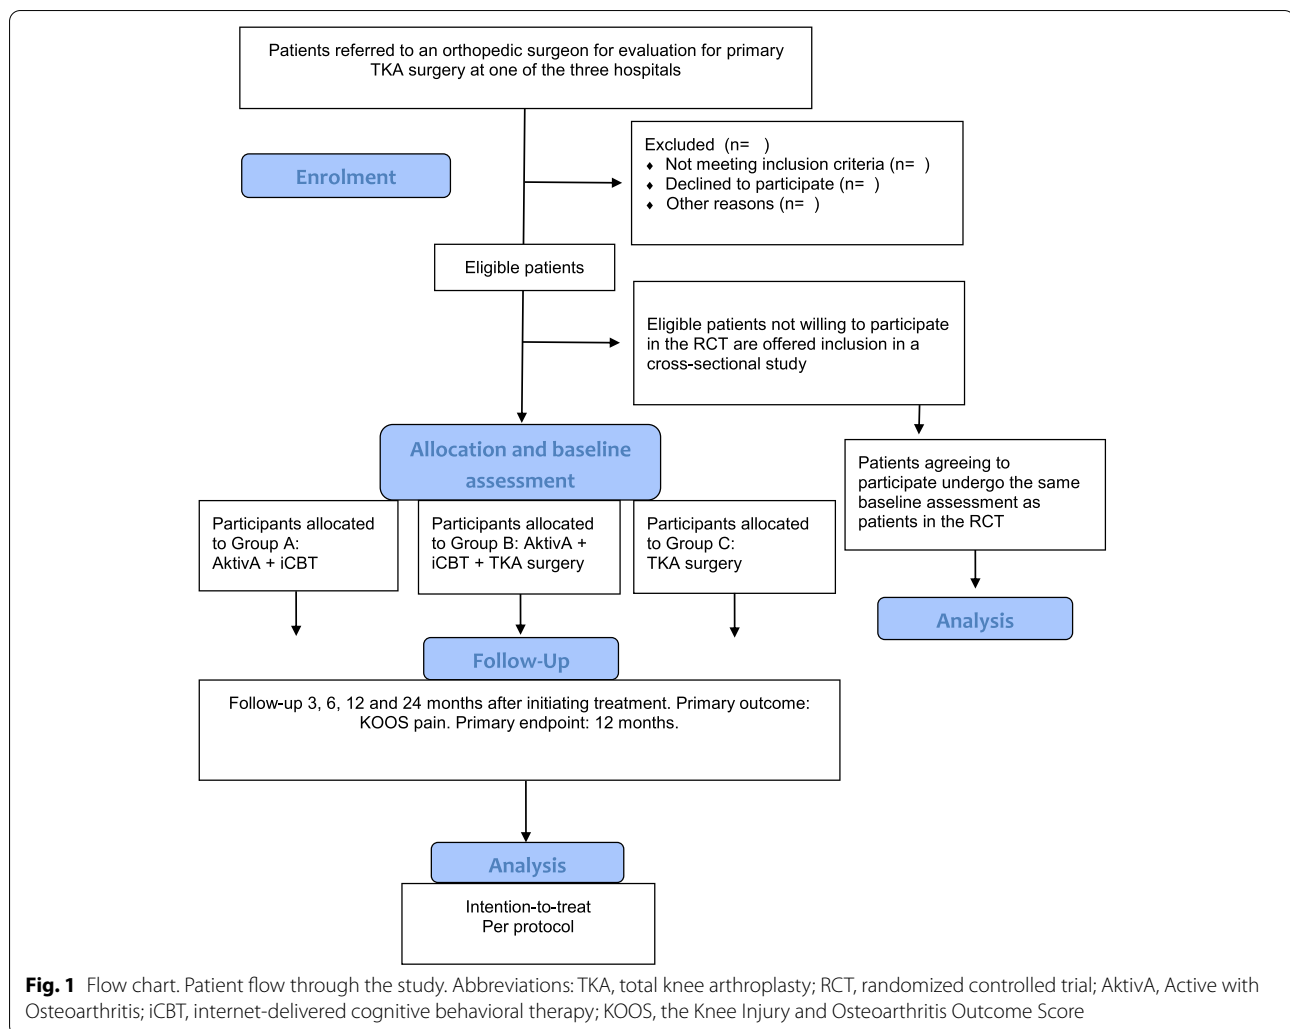 Patients referred to an orthopedic surgeon for evaluation for primary
TKA surgery at one of the three hospitals
Enrolment
Excluded (n= )
♦ Not meeting inclusion criteria (n= )
♦ Declined to participate (n= )
♦ Other reasons (n= )
Eligible patients
Eligible patients not willing to participate
in the RCT are offered inclusion in a
cross-sectional study
Allocation and baseline
assessment
Patients agreeing to
participate undergo the same
baseline assessment as
patients in the RCT
Participants allocated
to Group A:
AktivA + iCBT
Participants allocated
to Group B: AktivA +
iCBT + TKA surgery
Participants allocated
to Group C:
TKA surgery
Analysis
Follow-Up
Follow-up 3, 6, 12 and 24 months after initiating treatment. Primary outcome:
KOOS pain. Primary endpoint: 12 months.
Analysis
Intention-to-treat
Per protocol
Fig. 1 Flow chart. Patient flow through the study. Abbreviations: TKA, total knee arthroplasty; RCT, randomized controlled trial; AktivA, Active with
Osteoarthritis; iCBT, internet-delivered cognitive behavioral therapy; KOOS, the Knee Injury and Osteoarthritis Outcome Score